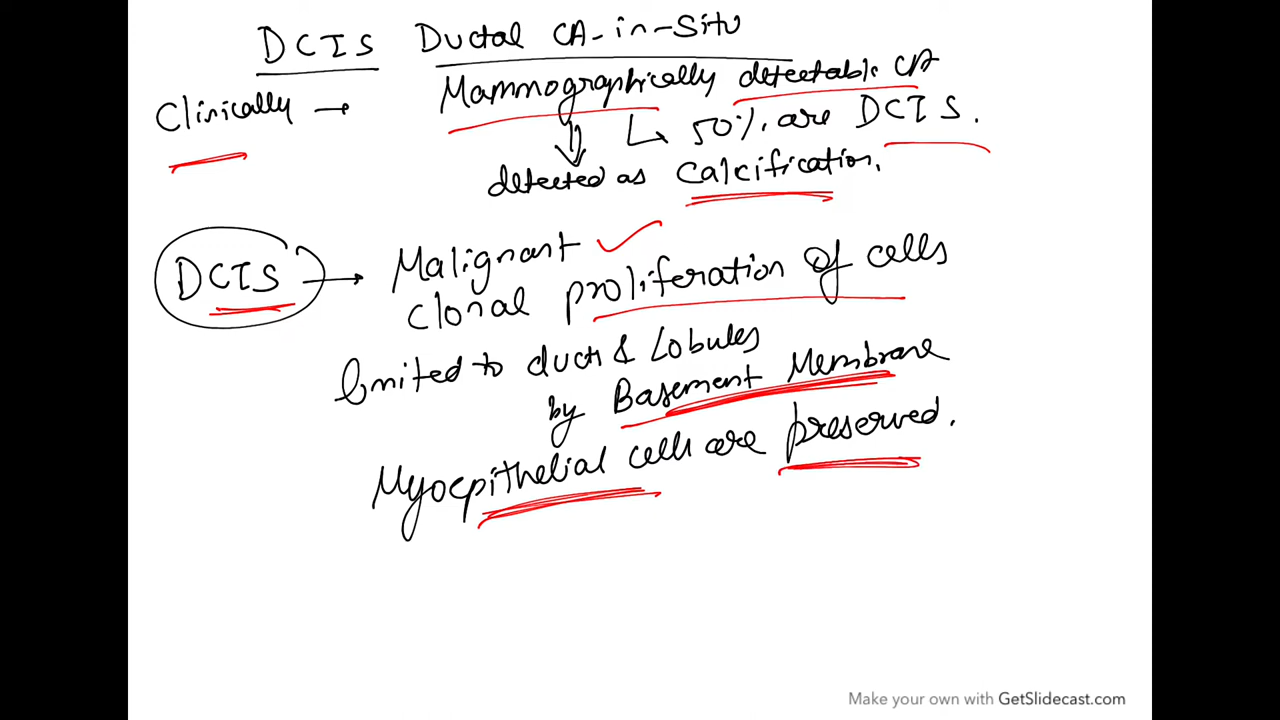 DCIS Ductal CA-in-Situ
Clinically → Mammographically detectable CA
↳ 50% are DCIS.
detected as calcification.
DCIS → Malignant ✓
clonal proliferation of cells
limited to ducts & Lobules
by Basement Membrane
Myoepithelial cells are preserved.
Make your own with GetSlidecast.com